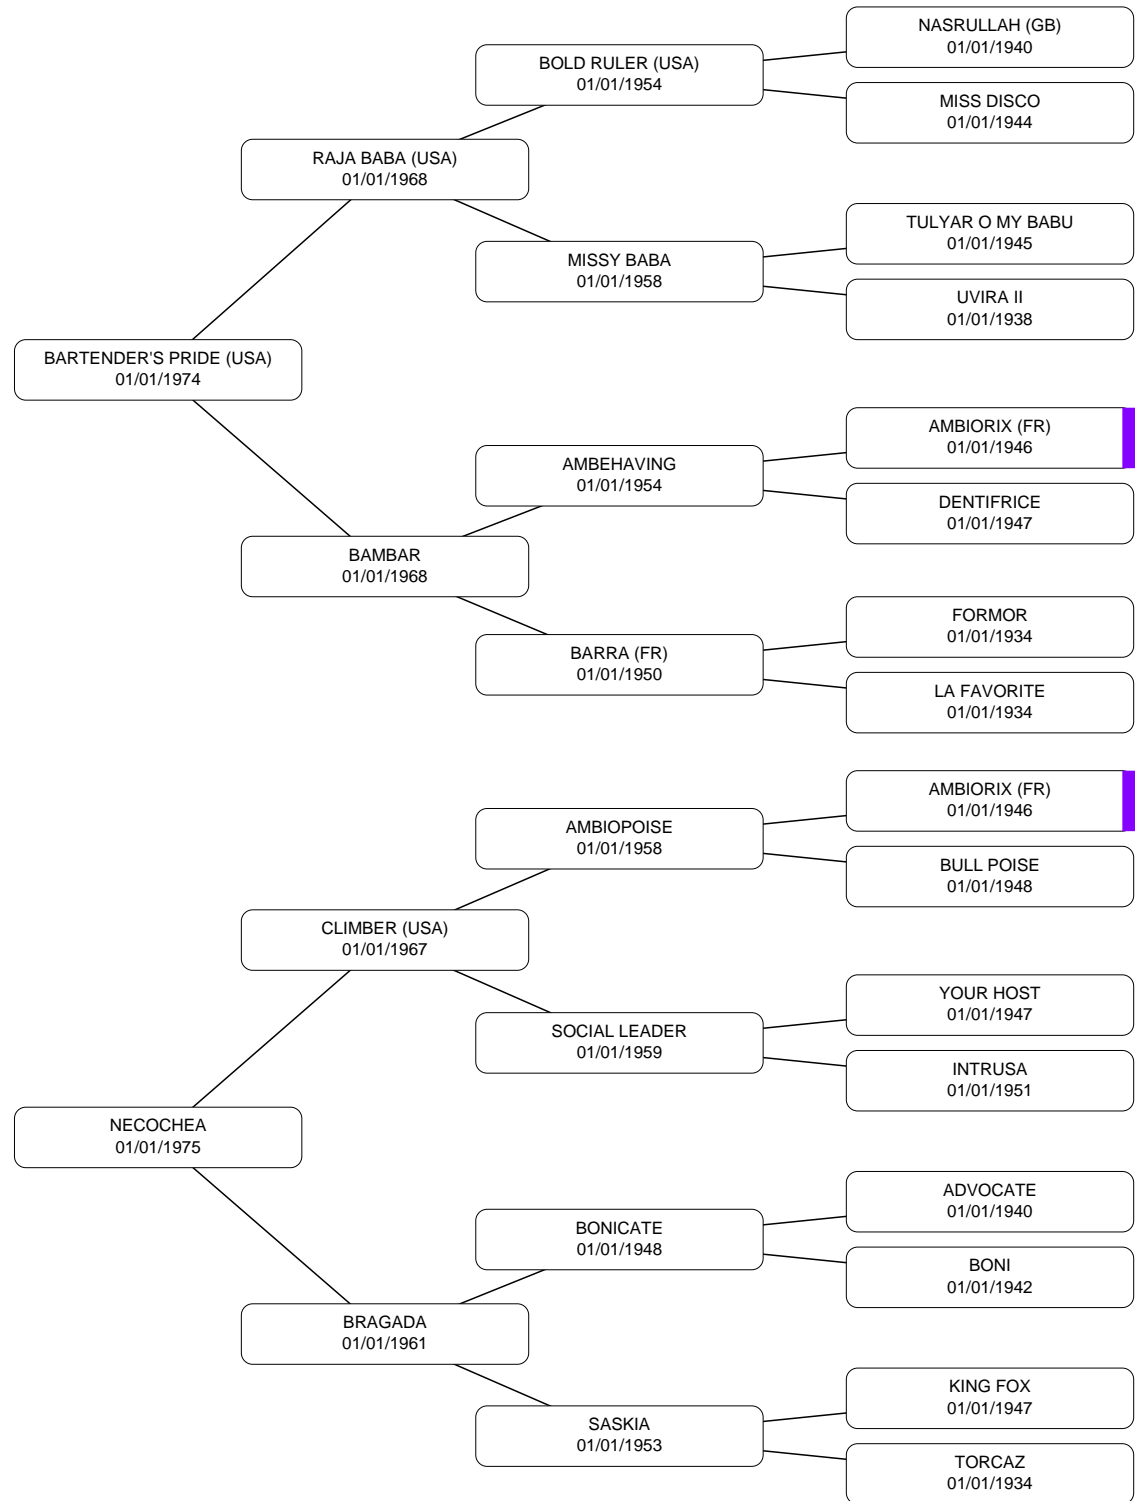 NASRULLAH (GB)
01/01/1940
BOLD RULER (USA)
01/01/1954
MISS DISCO
01/01/1944
RAJA BABA (USA)
01/01/1968
TULYAR O MY BABU
01/01/1945
MISSY BABA
01/01/1958
UVIRA II
01/01/1938
BARTENDER'S PRIDE (USA)
01/01/1974
AMBIORIX (FR)
01/01/1946
AMBEHAVING
01/01/1954
DENTIFRICE
01/01/1947
BAMBAR
01/01/1968
FORMOR
01/01/1934
BARRA (FR)
01/01/1950
LA FAVORITE
01/01/1934
AMBIORIX (FR)
01/01/1946
AMBIOPOISE
01/01/1958
BULL POISE
01/01/1948
CLIMBER (USA)
01/01/1967
YOUR HOST
01/01/1947
SOCIAL LEADER
01/01/1959
INTRUSA
01/01/1951
NECOCHEA
01/01/1975
ADVOCATE
01/01/1940
BONICATE
01/01/1948
BONI
01/01/1942
BRAGADA
01/01/1961
KING FOX
01/01/1947
SASKIA
01/01/1953
TORCAZ
01/01/1934